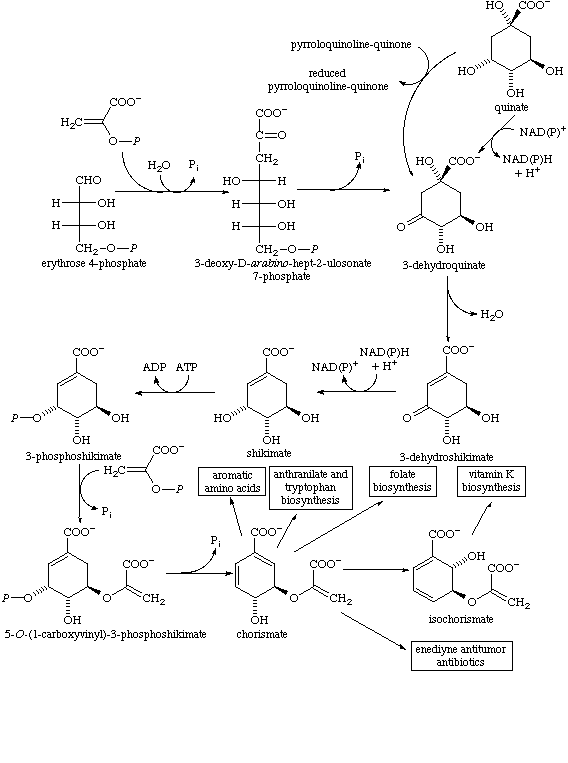 HO COO−
pyrroloquinoline-quinone
reduced
pyrroloquinoline-quinone
HO OH
OH
quinate
NAD(P)+
NAD(P)H
+ H+
COO−
H2C
O—P
H2O
Pi
CHO
H OH
H OH
CH2—O—P
erythrose 4-phosphate
COO−
C=O
CH2
HO H
H OH
H OH
CH2—O—P
3-deoxy-D-arabino-hept-2-ulosonate
7-phosphate
Pi
HO COO−
O OH
OH
3-dehydroquinate
H2O
COO−
O OH
OH
3-dehydroshikimate
NAD(P)H
+ H+
NAD(P)+
COO−
HO OH
OH
shikimate
ADP ATP
COO−
P—O OH
OH
3-phosphoshikimate
COO−
H2C
O—P
Pi
COO−
P—O O CH2
COO−
OH
5-O-(1-carboxyvinyl)-3-phosphoshikimate
Pi
aromatic
amino acids
anthranilate and
tryptophan
biosynthesis
folate
biosynthesis
vitamin K
biosynthesis
COO−
COO−
O CH2
OH
chorismate
COO−
OH
COO−
O CH2
isochorismate
enediyne antitumor
antibiotics